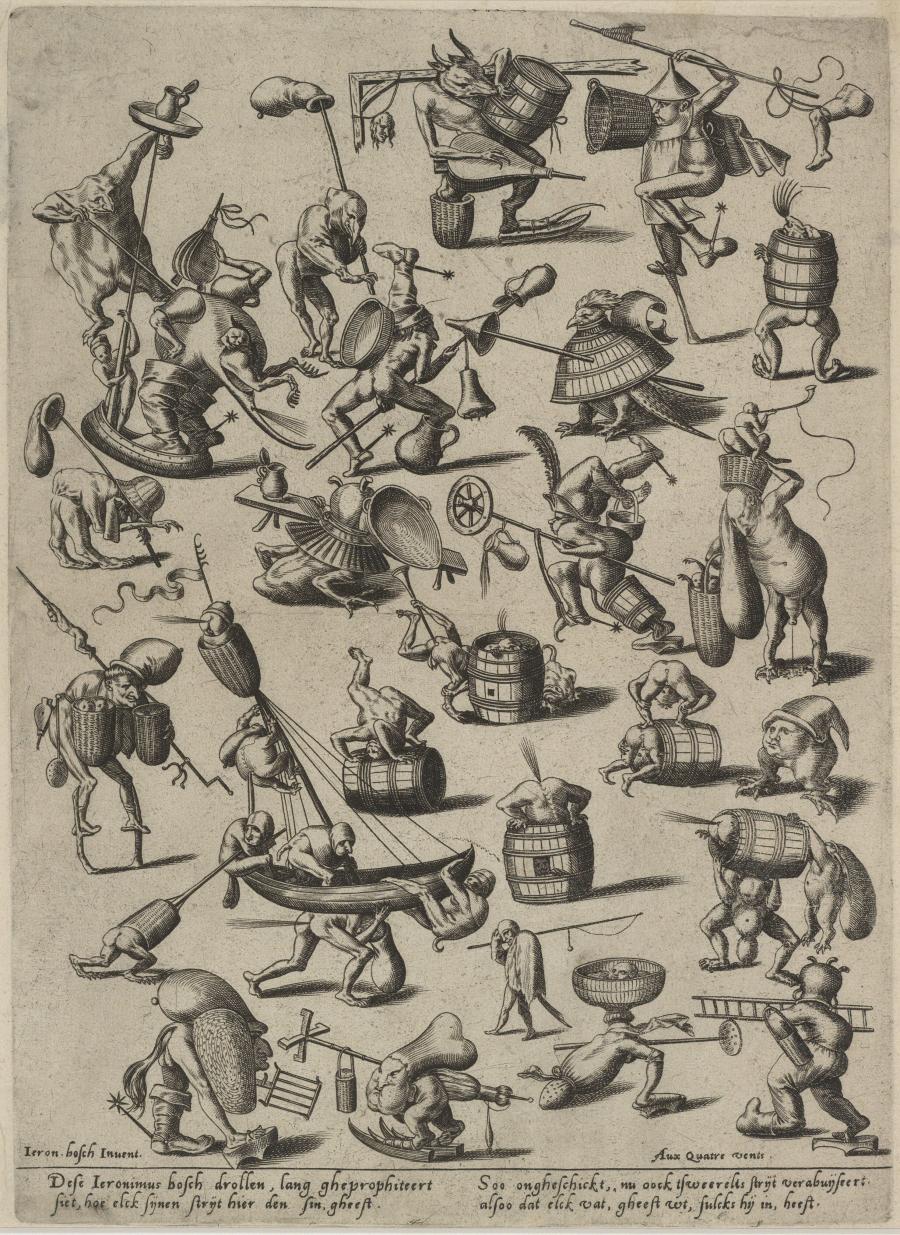 Ieron. bosch Inuent.
Aux Quatre vents.
Dese Ieronimus bosch drollen, lang gheprophiteert
siet, hoe elck sijnen strijt hier den sin, gheeft.
Soo ongheschickt, nu oock tsweerelts strijt verabuijseert.
alsoo dat elck vat, gheeft wt, sulcks hij in, heeft.